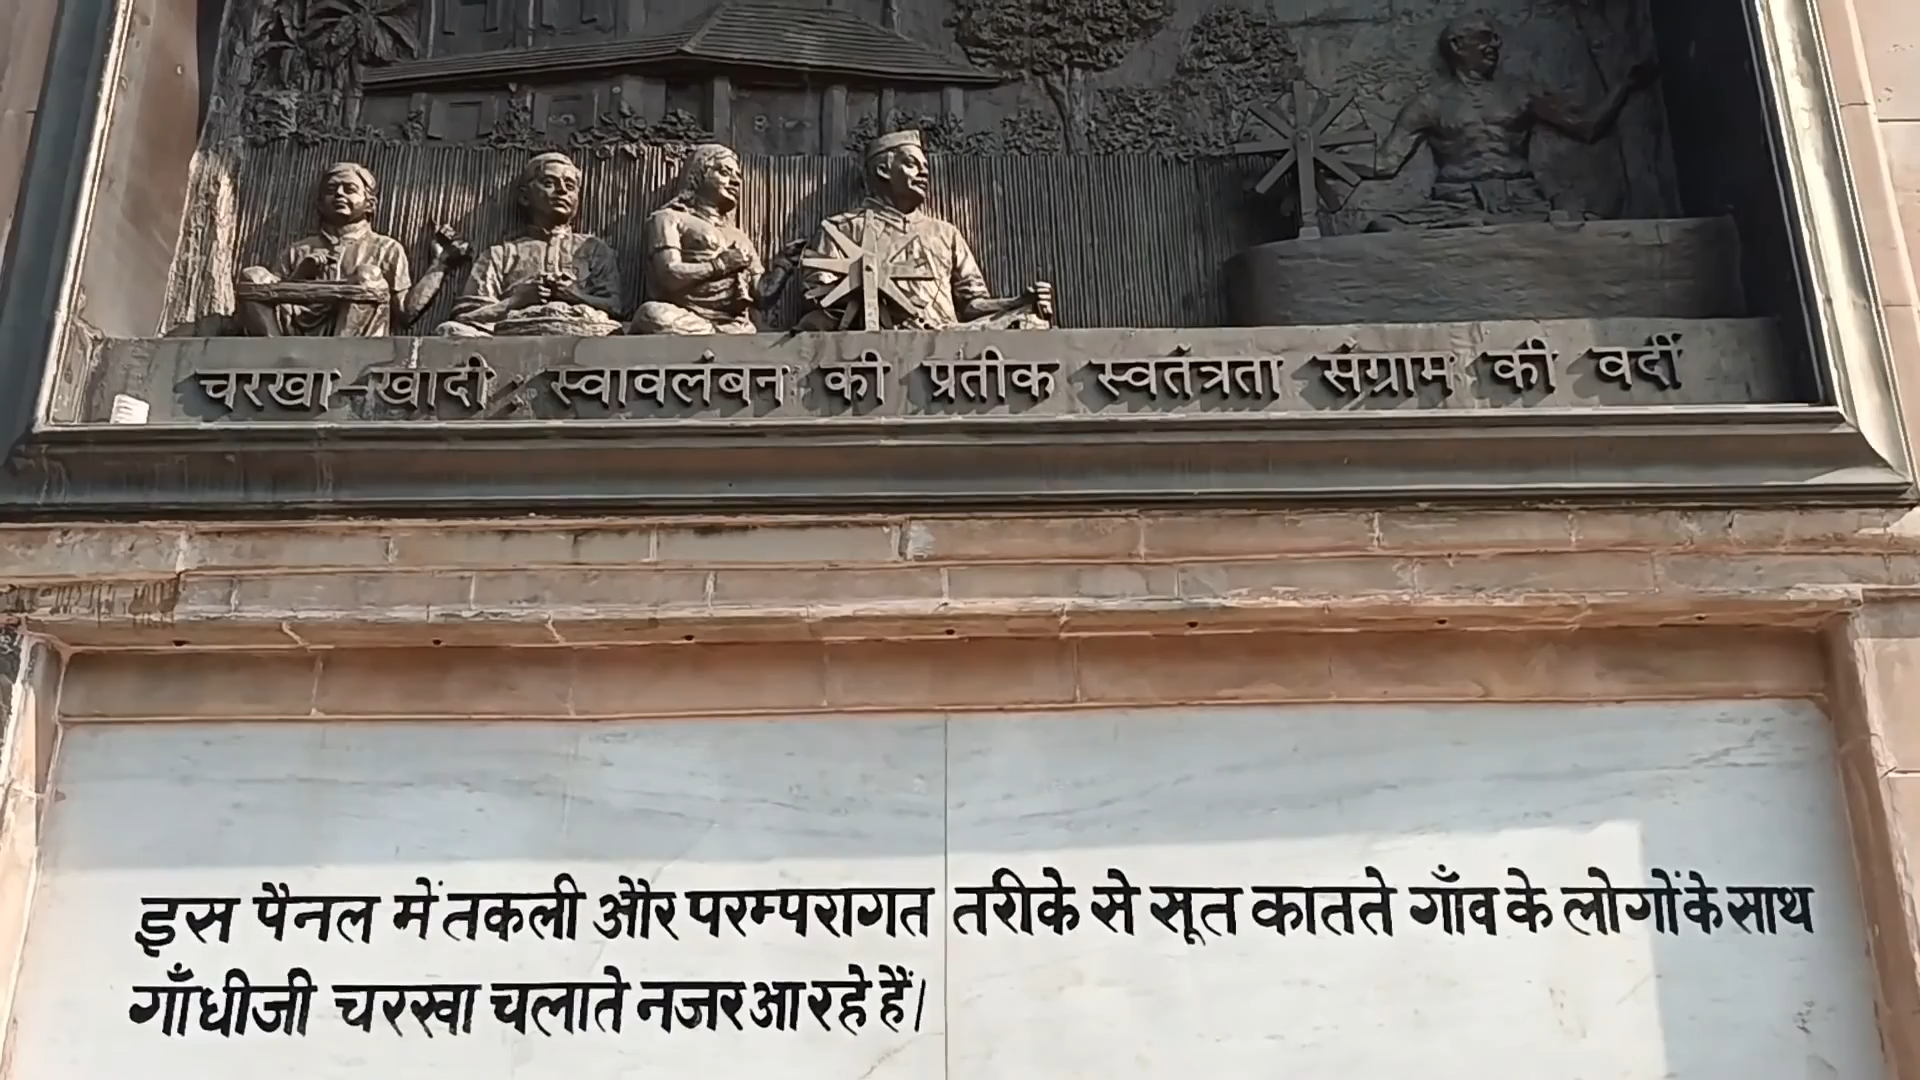 चरखा-खादी : स्वावलंबन की प्रतीक स्वतंत्रता संग्राम की वर्दी
इस पैनल में तकली और परम्परागत तरीके से सूत कातते गाँव के लोगों के साथ
गाँधीजी चरखा चलाते नजर आ रहे हैं।